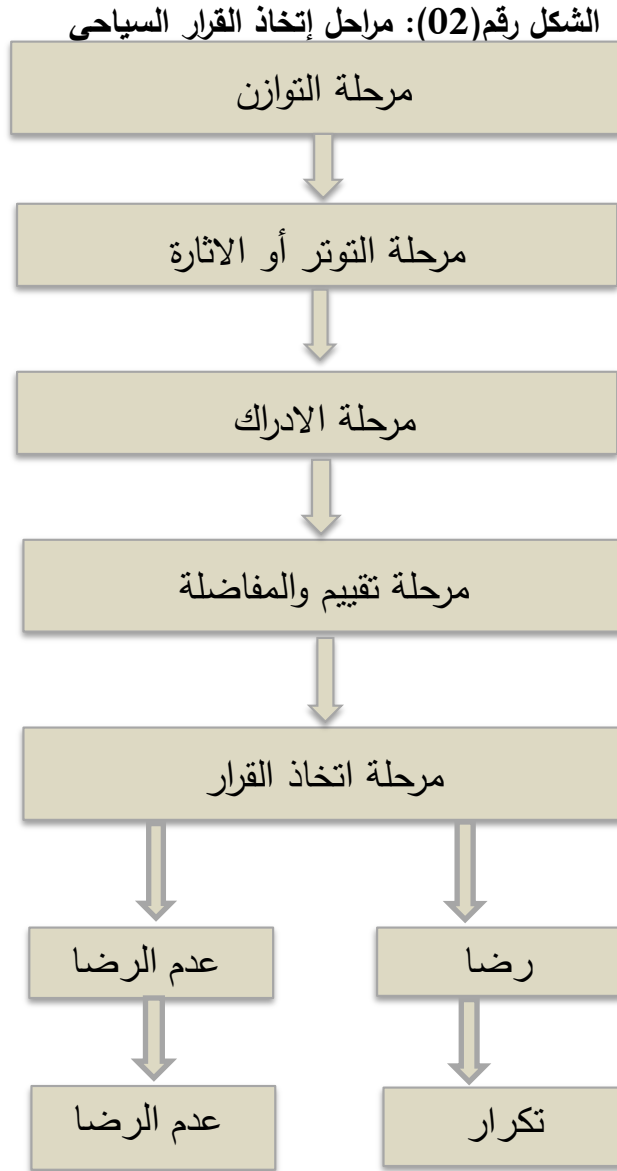 الشكل رقم(02): مراحل إتخاذ القرار السياحي
مرحلة التوازن
مرحلة التوتر أو الاثارة
مرحلة الادراك
مرحلة تقييم والمفاضلة
مرحلة اتخاذ القرار
رضا
عدم الرضا
تكرار
عدم الرضا